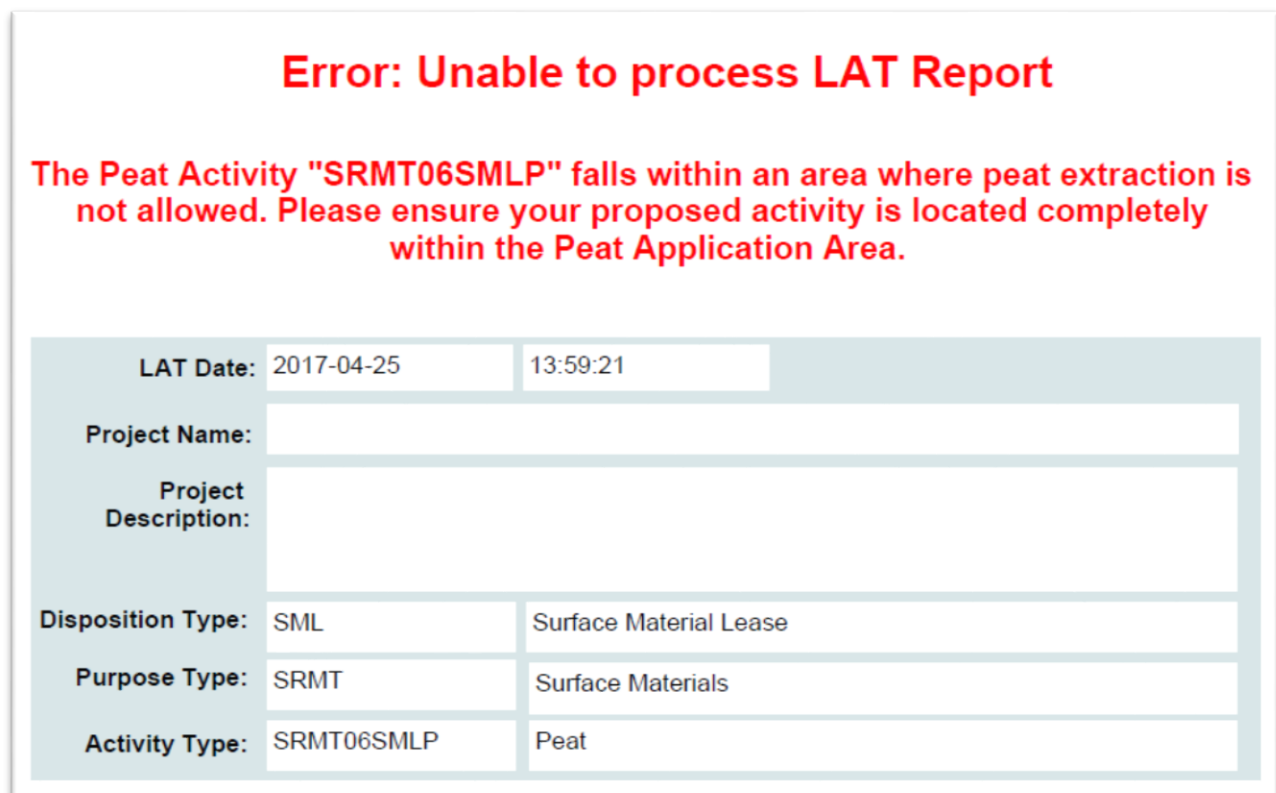 Error: Unable to process LAT Report
The Peat Activity "SRMT06SMLP" falls within an area where peat extraction is
not allowed. Please ensure your proposed activity is located completely
within the Peat Application Area.
LAT Date: 2017-04-25 13:59:21
Project Name:
Project
Description:
Disposition Type: SML Surface Material Lease
Purpose Type: SRMT Surface Materials
Activity Type: SRMT06SMLP Peat